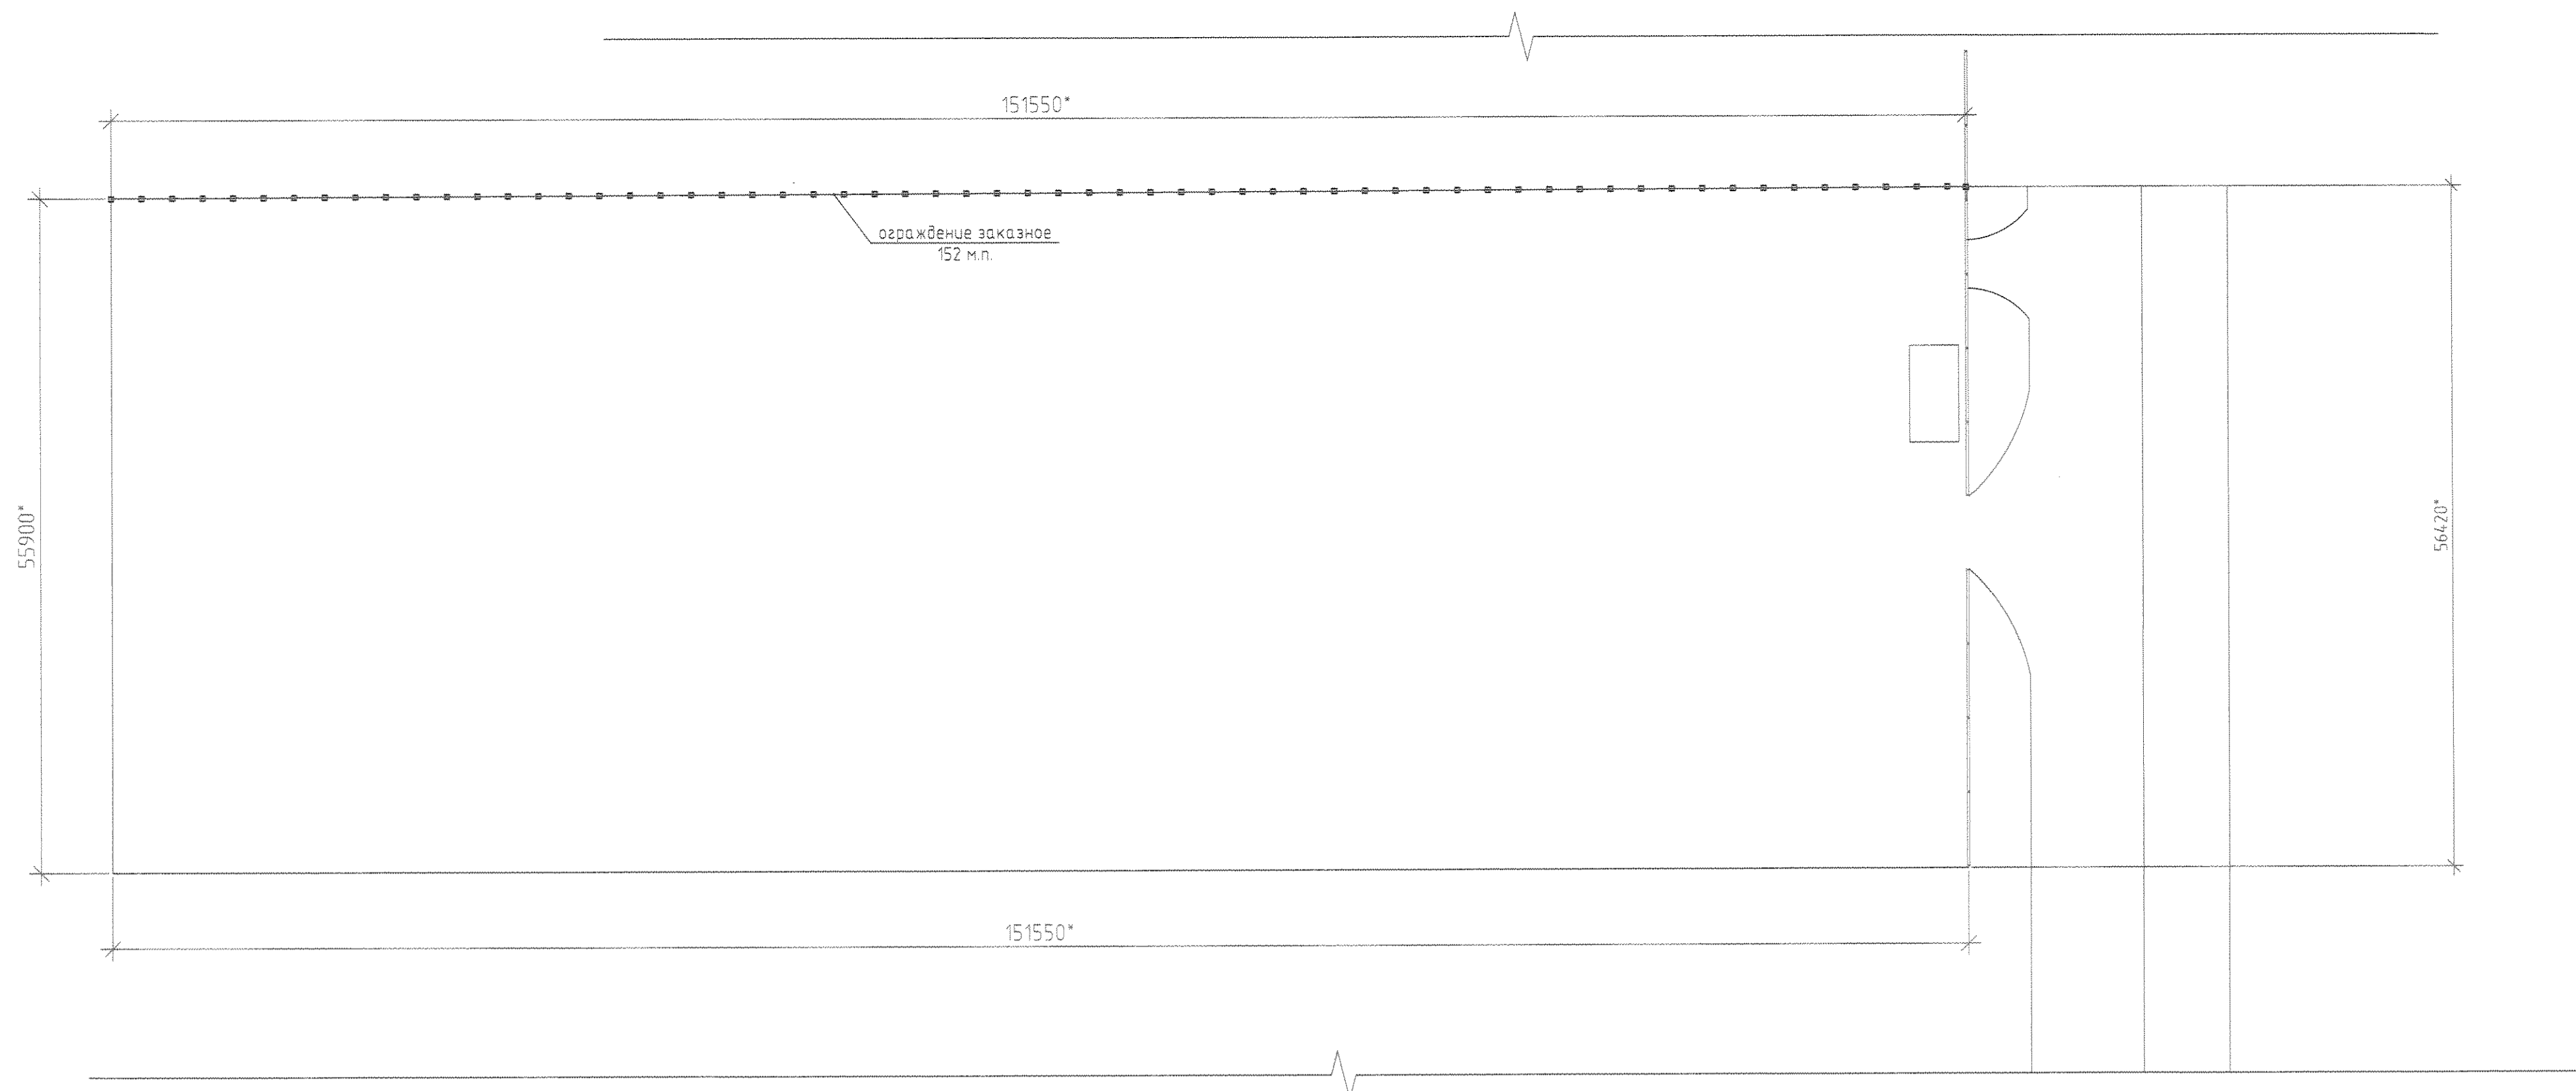 151550*
ограждение заказное
152 м.п.
55900*
56420*
151550*